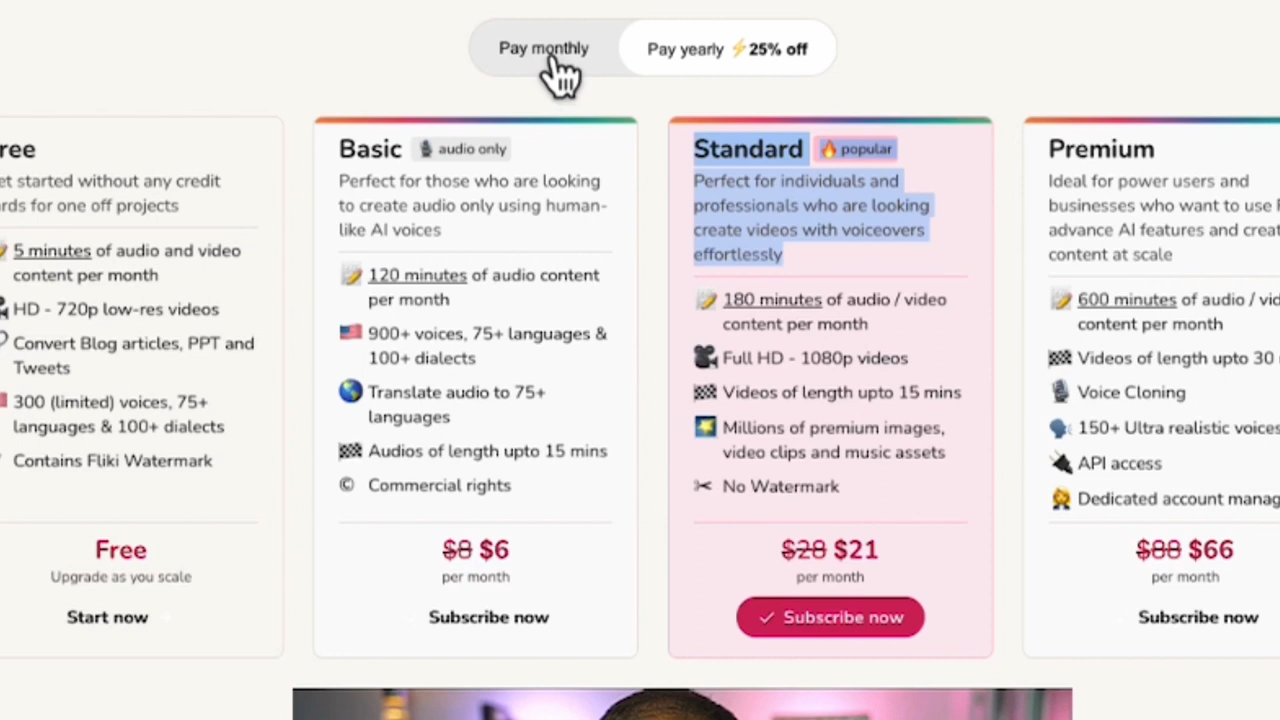 Pay monthly
Pay yearly ⚡25% off
ree
et started without any credit
rds for one off projects
5 minutes of audio and video
content per month
HD - 720p low-res videos
Convert Blog articles, PPT and
Tweets
300 (limited) voices, 75+
languages & 100+ dialects
Contains Fliki Watermark
Free
Upgrade as you scale
Start now
Basic 🎙️ audio only
Perfect for those who are looking
to create audio only using human-
like AI voices
120 minutes of audio content
per month
900+ voices, 75+ languages &
100+ dialects
Translate audio to 75+
languages
Audios of length upto 15 mins
© Commercial rights
$8 $6
per month
Subscribe now
Standard 🔥 popular
Perfect for individuals and
professionals who are looking
create videos with voiceovers
effortlessly
180 minutes of audio / video
content per month
Full HD - 1080p videos
Videos of length upto 15 mins
Millions of premium images,
video clips and music assets
No Watermark
$28 $21
per month
Subscribe now
Premium
Ideal for power users and
businesses who want to use
advance AI features and creat
content at scale
600 minutes of audio / vid
content per month
Videos of length upto 30
Voice Cloning
150+ Ultra realistic voices
API access
Dedicated account manag
$88 $66
per month
Subscribe now